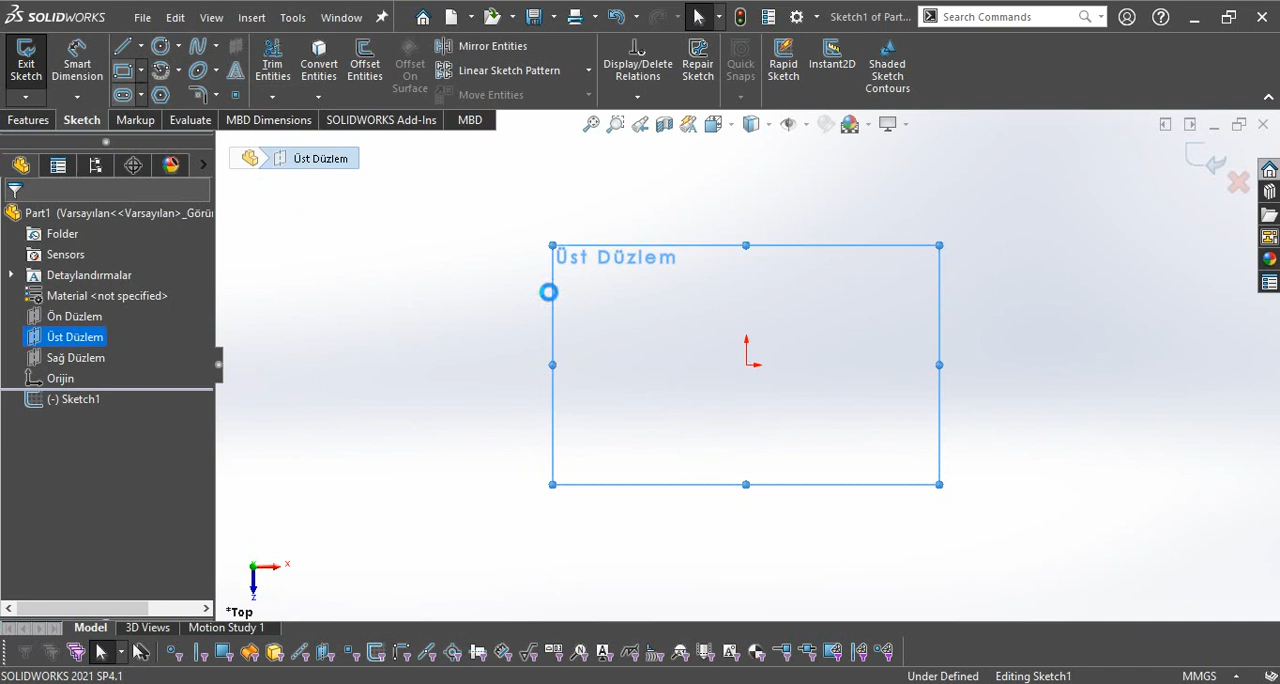 SOLIDWORKS File Edit View Insert Tools Window Sketch1 of Part... Search Commands
Exit Sketch
Smart Dimension
Trim Entities
Convert Entities
Offset Entities
Offset On Surface
Mirror Entities
Linear Sketch Pattern
Move Entities
Display/Delete Relations
Repair Sketch
Quick Snaps
Rapid Sketch
Instant2D
Shaded Sketch Contours
Features Sketch Markup Evaluate MBD Dimensions SOLIDWORKS Add-Ins MBD
Üst Düzlem
Part1 (Varsayılan<<Varsayılan>_Görü
Folder
Sensors
Detaylandırmalar
Material <not specified>
Ön Düzlem
Üst Düzlem
Sağ Düzlem
Orijin
(-) Sketch1
Üst Düzlem
x
z
*Top
Model 3D Views Motion Study 1
SOLIDWORKS 2021 SP4.1 Under Defined Editing Sketch1 MMGS